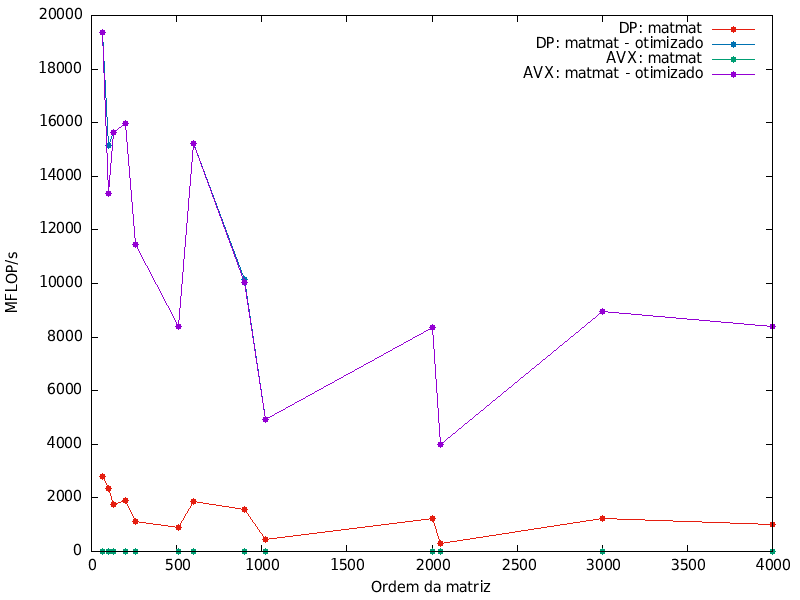 20000
18000
16000
14000
12000
10000
8000
6000
4000
2000
0
MFLOP/s
DP: matmat
DP: matmat - otimizado
AVX: matmat
AVX: matmat - otimizado
0 500 1000 1500 2000 2500 3000 3500 4000
Ordem da matriz